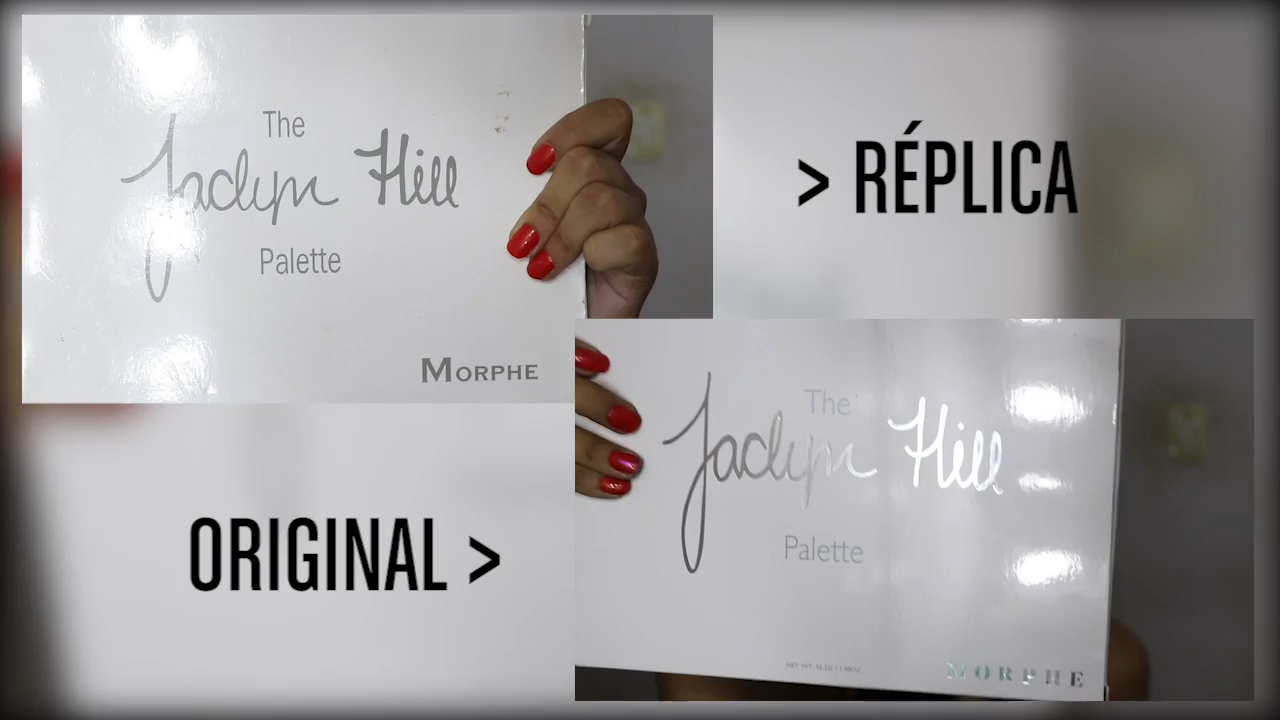 The
Jaclyn Hill
Palette
MORPHE
> RÉPLICA
ORIGINAL >
The
Jaclyn Hill
Palette
MORPHE